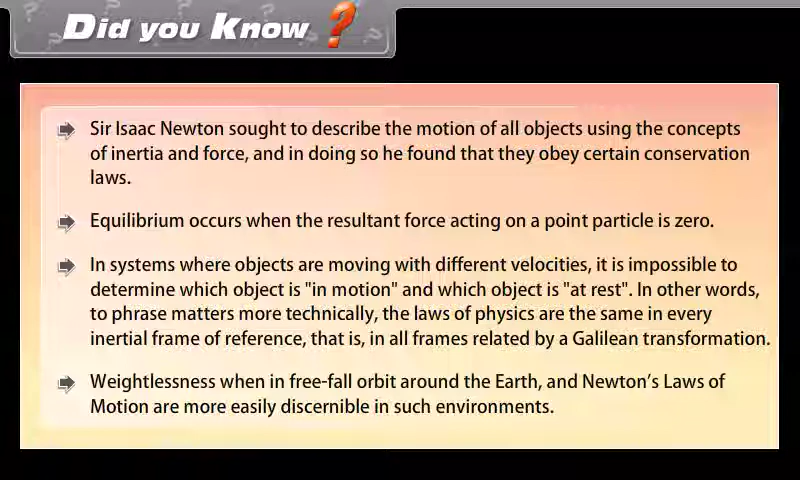 Did you Know ?
Sir Isaac Newton sought to describe the motion of all objects using the concepts
of inertia and force, and in doing so he found that they obey certain conservation
laws.
Equilibrium occurs when the resultant force acting on a point particle is zero.
In systems where objects are moving with different velocities, it is impossible to
determine which object is "in motion" and which object is "at rest". In other words,
to phrase matters more technically, the laws of physics are the same in every
inertial frame of reference, that is, in all frames related by a Galilean transformation.
Weightlessness when in free-fall orbit around the Earth, and Newton's Laws of
Motion are more easily discernible in such environments.